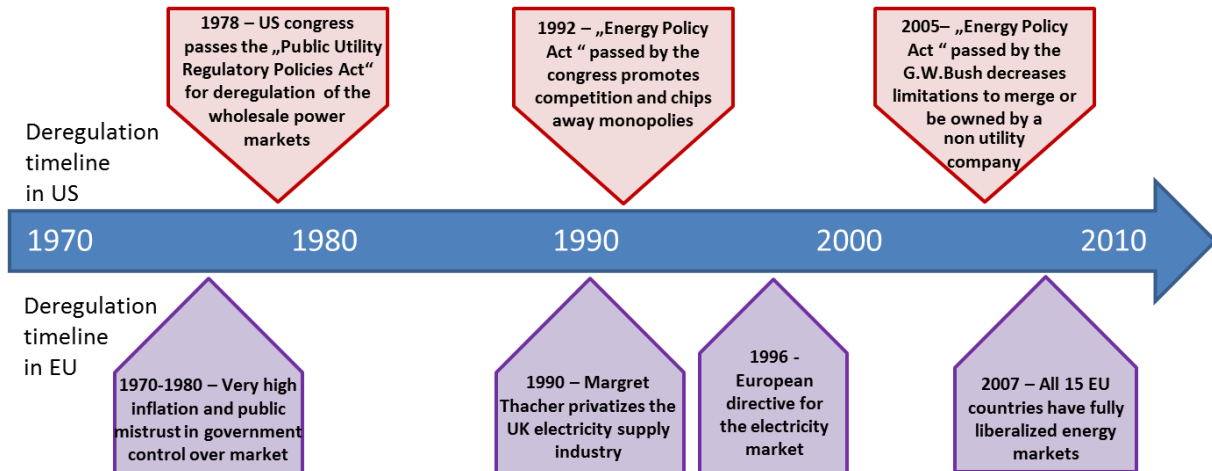 1978 – US congress
passes the „Public Utility
Regulatory Policies Act“
for deregulation of the
wholesale power
markets
1992 – „Energy Policy
Act “ passed by the
congress promotes
competition and chips
away monopolies
2005– „Energy Policy
Act “ passed by the
G.W.Bush decreases
limitations to merge or
be owned by a
non utility
company
Deregulation
timeline
in US
1970 1980 1990 2000 2010
Deregulation
timeline
in EU
1970-1980 – Very high
inflation and public
mistrust in government
control over market
1990 – Margret
Thacher privatizes the
UK electricity supply
industry
1996 -
European
directive for
the electricity
market
2007 – All 15 EU
countries have fully
liberalized energy
markets